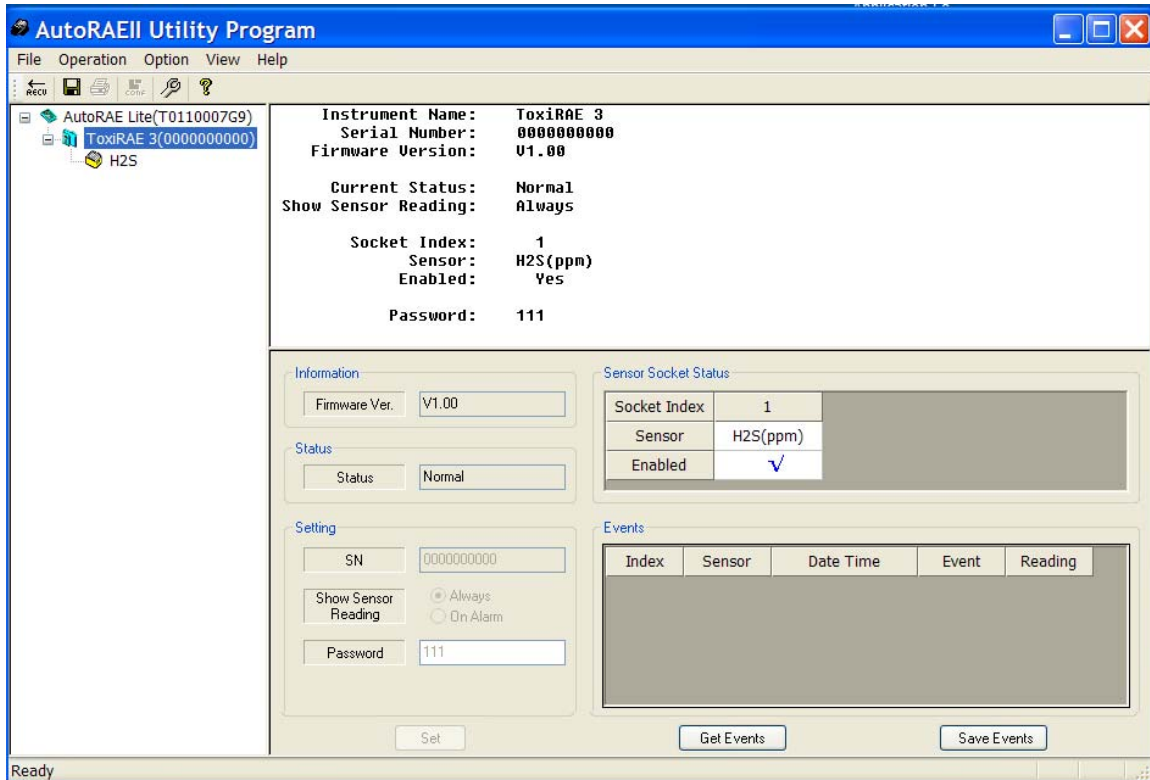 AutoRAEII Utility Program
File Operation Option View Help
RECU CONF
AutoRAE Lite(T0110007G9)
ToxiRAE 3(0000000000)
H2S
Instrument Name: ToxiRAE 3
Serial Number: 0000000000
Firmware Version: V1.00
Current Status: Normal
Show Sensor Reading: Always
Socket Index: 1
Sensor: H2S(ppm)
Enabled: Yes
Password: 111
Information
Firmware Ver. V1.00
Status
Status Normal
Setting
SN 0000000000
Show Sensor
Reading
Always
On Alarm
Password 111
Set
Sensor Socket Status
Socket Index 1
Sensor H2S(ppm)
Enabled √
Events
Index Sensor Date Time Event Reading
Get Events Save Events
Ready